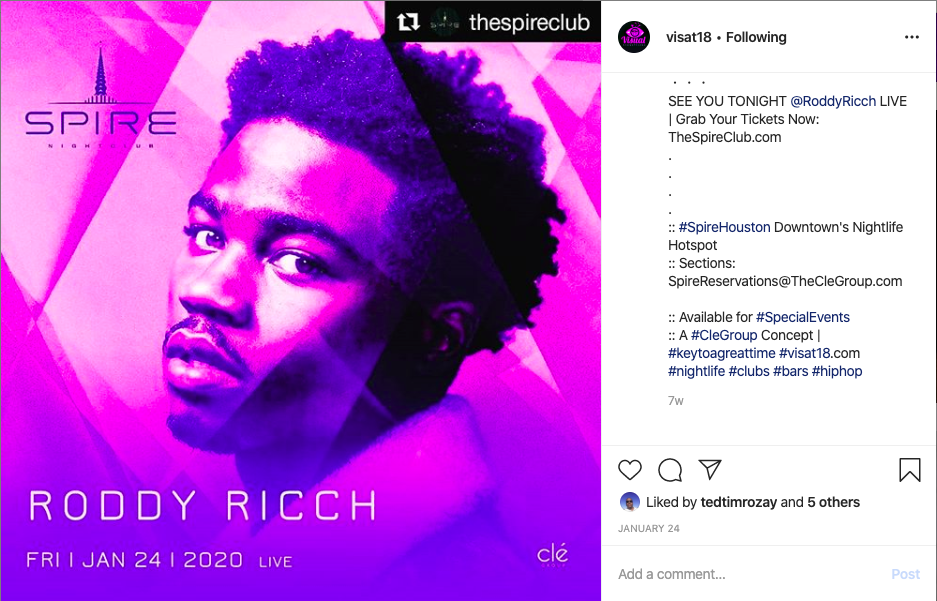 thespireclub
SPIRE
NIGHTCLUB
RODDY RICCH
FRI | JAN 24 | 2020 LIVE
clé
GROUP
Visat
visat18 • Following
. . .
SEE YOU TONIGHT @RoddyRicch LIVE
| Grab Your Tickets Now:
TheSpireClub.com
.
.
.
.
:: #SpireHouston Downtown's Nightlife
Hotspot
:: Sections:
SpireReservations@TheCleGroup.com
:: Available for #SpecialEvents
:: A #CleGroup Concept |
#keytoagreattime #visat18.com
#nightlife #clubs #bars #hiphop
7w
Liked by tedtimrozay and 5 others
JANUARY 24
Add a comment... Post